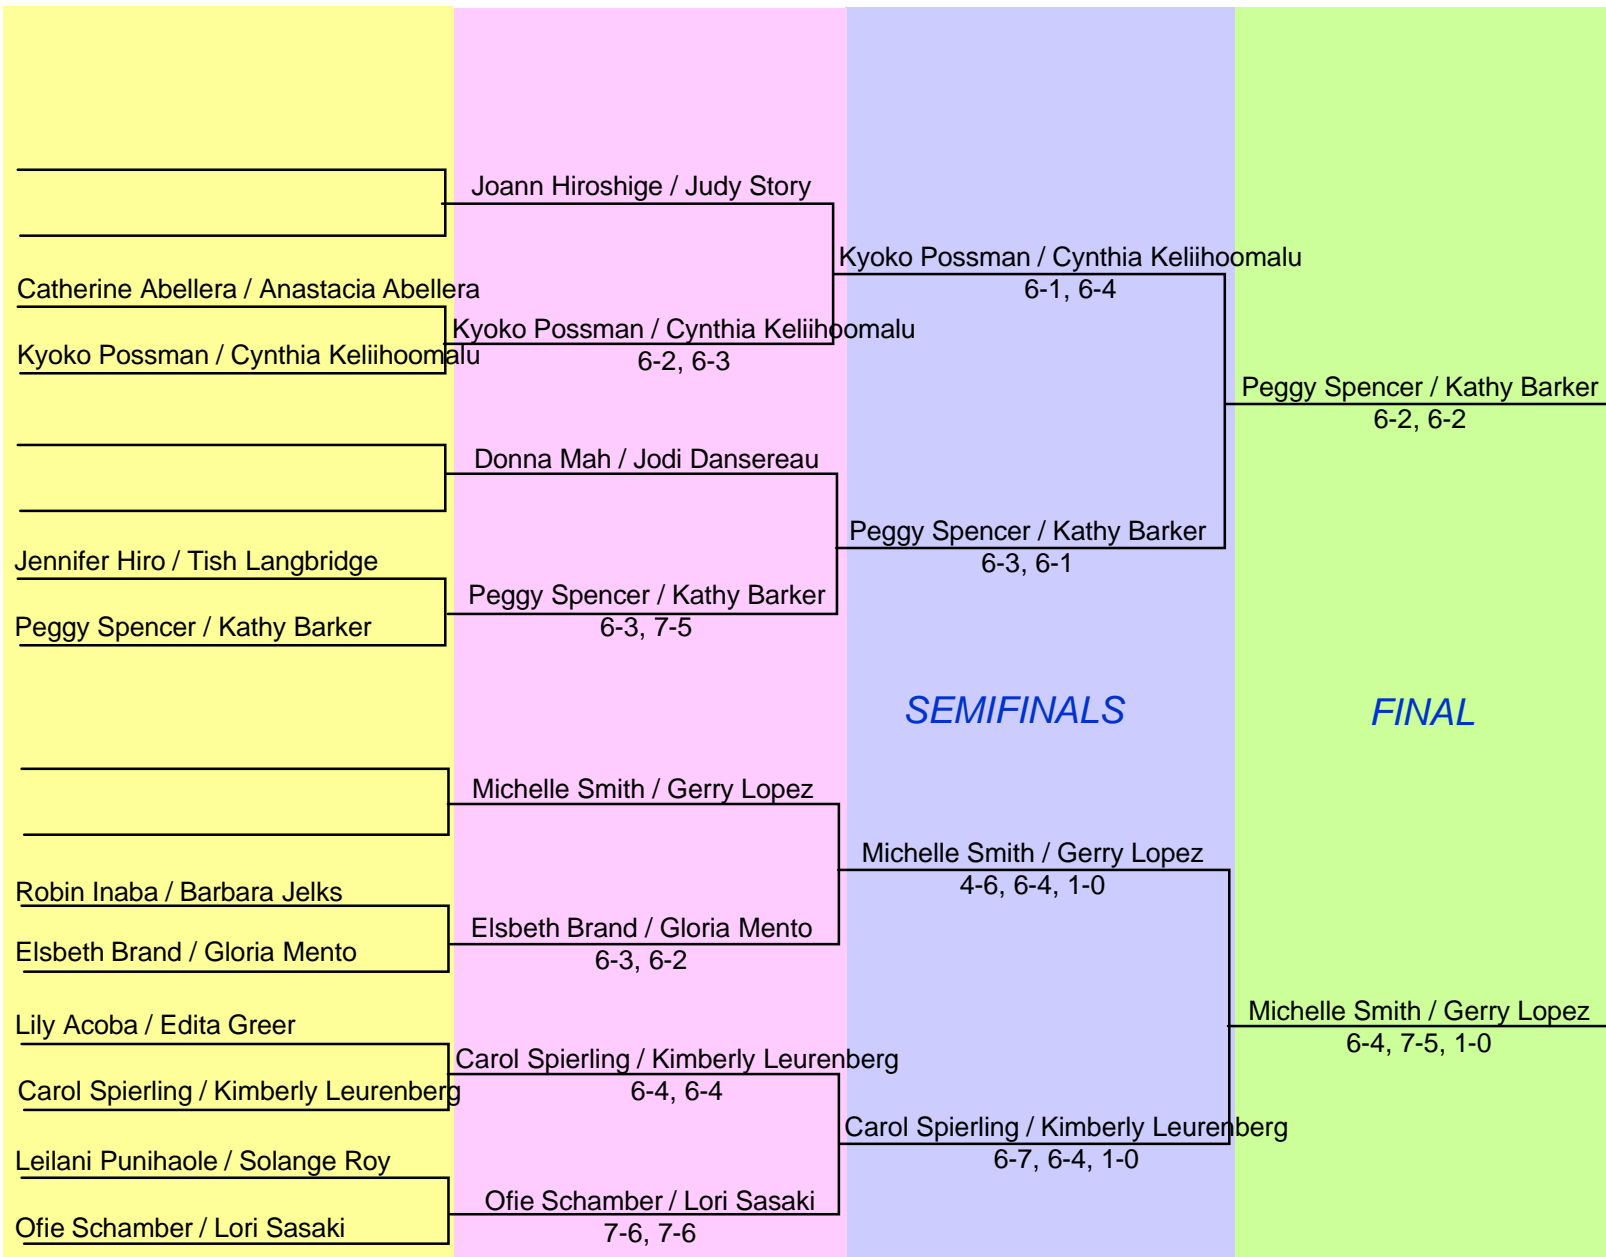 Joann Hiroshige / Judy Story
Kyoko Possman / Cynthia Keliihoomalu
6-1, 6-4
Catherine Abellera / Anastacia Abellera
Kyoko Possman / Cynthia Keliihoomalu
6-2, 6-3
Kyoko Possman / Cynthia Keliihoomalu
Peggy Spencer / Kathy Barker
6-2, 6-2
Donna Mah / Jodi Dansereau
Peggy Spencer / Kathy Barker
6-3, 6-1
Jennifer Hiro / Tish Langbridge
Peggy Spencer / Kathy Barker
6-3, 7-5
Peggy Spencer / Kathy Barker
SEMIFINALS
FINAL
Michelle Smith / Gerry Lopez
Michelle Smith / Gerry Lopez
4-6, 6-4, 1-0
Robin Inaba / Barbara Jelks
Elsbeth Brand / Gloria Mento
6-3, 6-2
Elsbeth Brand / Gloria Mento
Michelle Smith / Gerry Lopez
6-4, 7-5, 1-0
Lily Acoba / Edita Greer
Carol Spierling / Kimberly Leurenberg
6-4, 6-4
Carol Spierling / Kimberly Leurenberg
Carol Spierling / Kimberly Leurenberg
6-7, 6-4, 1-0
Leilani Punihaole / Solange Roy
Ofie Schamber / Lori Sasaki
7-6, 7-6
Ofie Schamber / Lori Sasaki